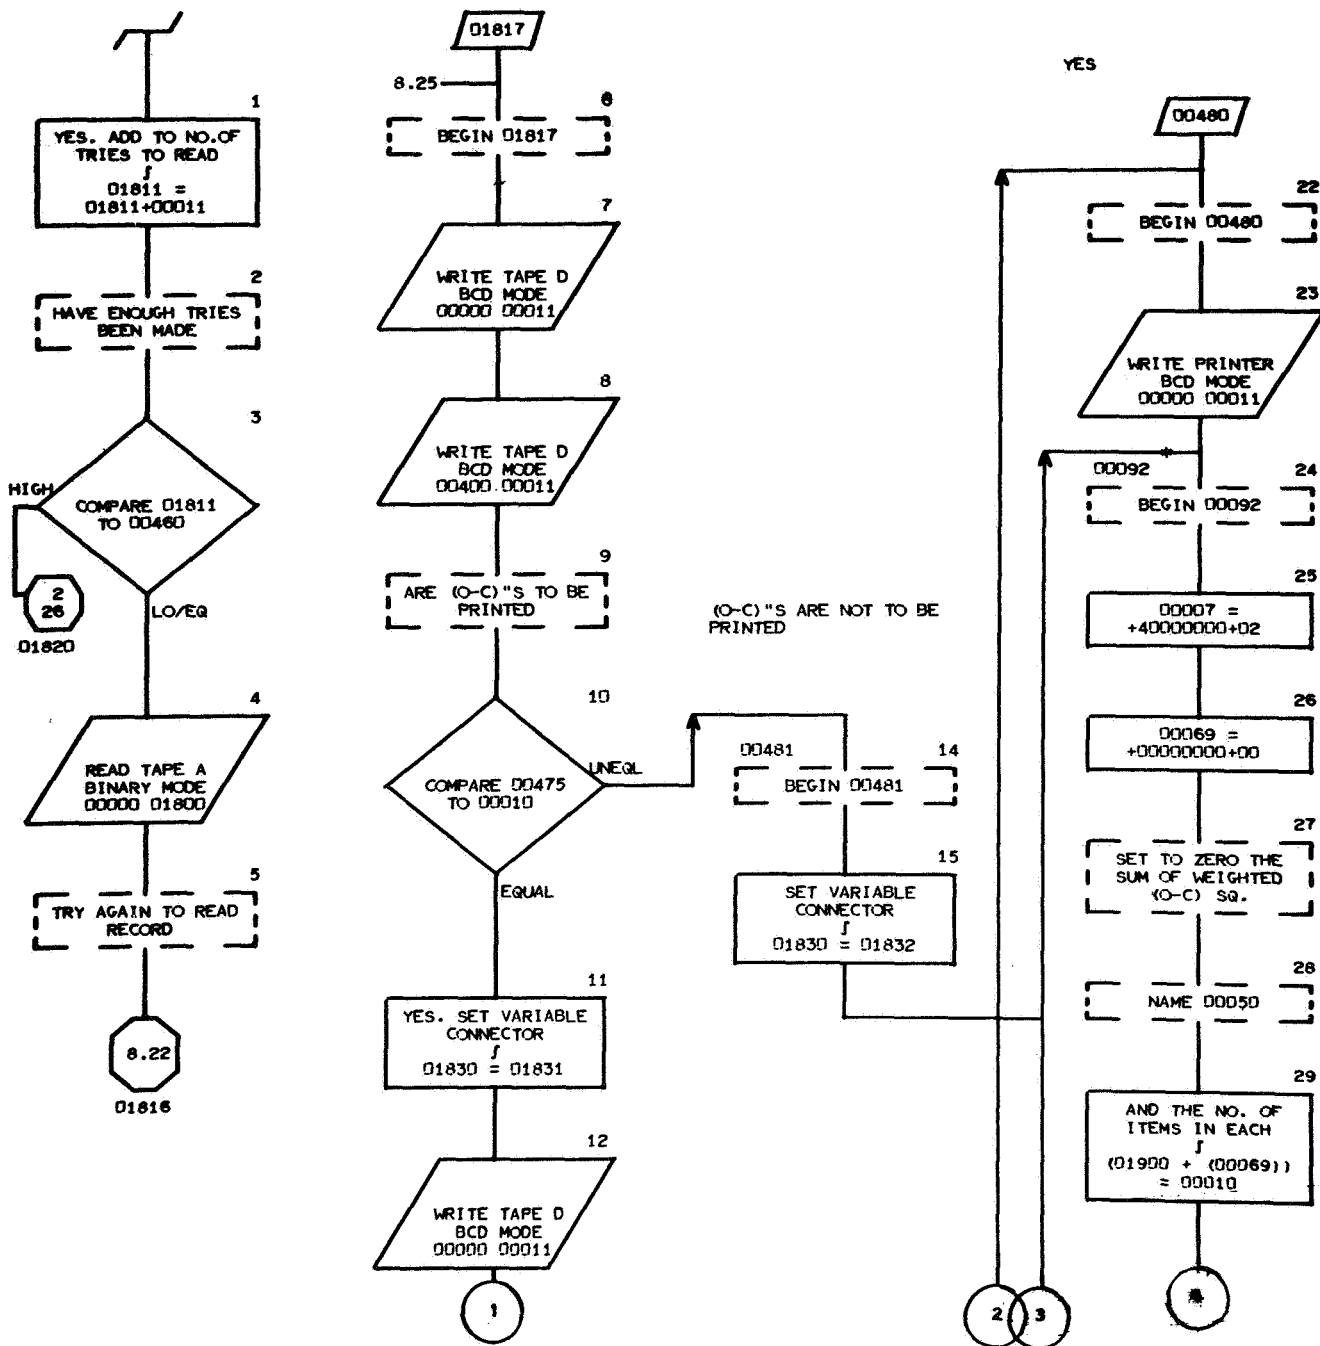 1
YES. ADD TO NO.OF
TRIES TO READ
∫
01811 =
01811+00011
2
HAVE ENOUGH TRIES
BEEN MADE
3
HIGH
COMPARE 01811
TO 00460
2
26
01820
LO/EQ
4
READ TAPE A
BINARY MODE
00000 01800
5
TRY AGAIN TO READ
RECORD
8.22
01816
01817
8.25
6
BEGIN 01817
7
WRITE TAPE D
BCD MODE
00000 00011
8
WRITE TAPE D
BCD MODE
00400 00011
9
ARE (O-C)"S TO BE
PRINTED
10
COMPARE 00475
TO 00010
UNEQL
EQUAL
11
YES. SET VARIABLE
CONNECTOR
∫
01830 = 01831
12
WRITE TAPE D
BCD MODE
00000 00011
1
(O-C)"S ARE NOT TO BE
PRINTED
00481
14
BEGIN 00481
15
SET VARIABLE
CONNECTOR
∫
01830 = 01832
2
3
YES
00480
22
BEGIN 00480
23
WRITE PRINTER
BCD MODE
00000 00011
*
00092
24
BEGIN 00092
25
00007 =
+40000000+02
26
00069 =
+00000000+00
27
SET TO ZERO THE
SUM OF WEIGHTED
(O-C) SQ.
28
NAME 00050
29
AND THE NO. OF
ITEMS IN EACH
∫
(01900 + (00069))
= 00010